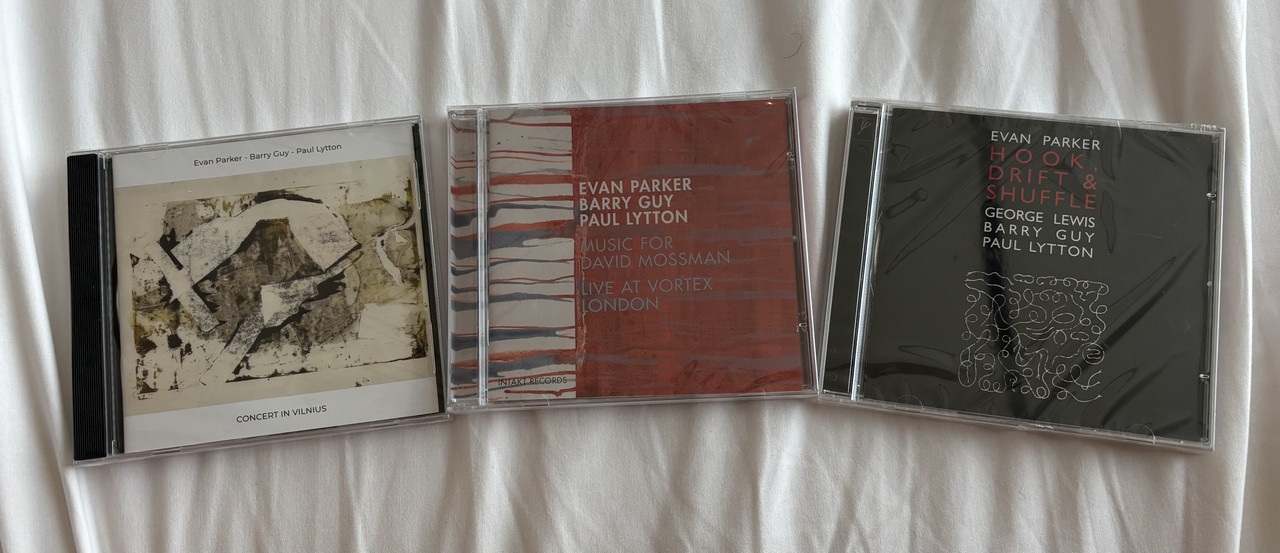 Evan Parker - Barry Guy - Paul Lytton
CONCERT IN VILNIUS
EVAN PARKER
BARRY GUY
PAUL LYTTON
MUSIC FOR
DAVID MOSSMAN
LIVE AT VORTEX
LONDON
INTAKT RECORDS
EVAN PARKER
HOOK,
DRIFT &
SHUFFLE
GEORGE LEWIS
BARRY GUY
PAUL LYTTON